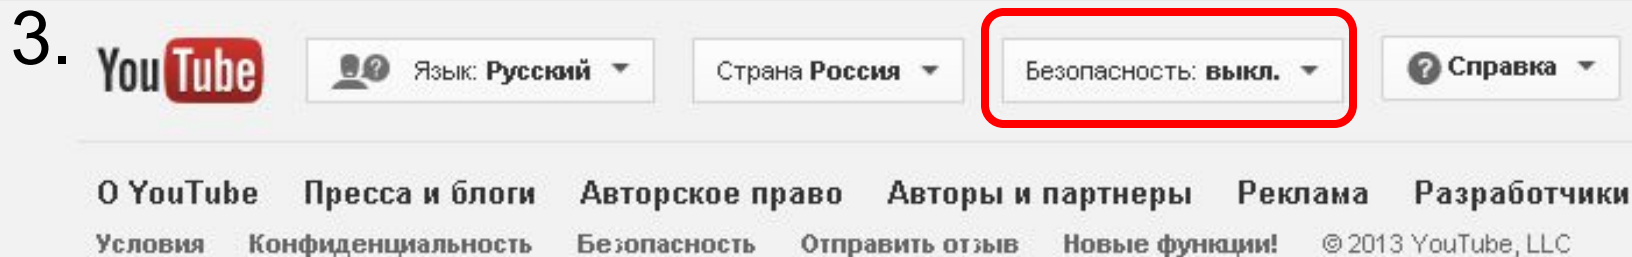 3.
YouTube Язык: Русский Страна Россия Безопасность: выкл. Справка
О YouTube Пресса и блоги Авторское право Авторы и партнеры Реклама Разработчики
Условия Конфиденциальность Безопасность Отправить отзыв Новые функции! © 2013 YouTube, LLC